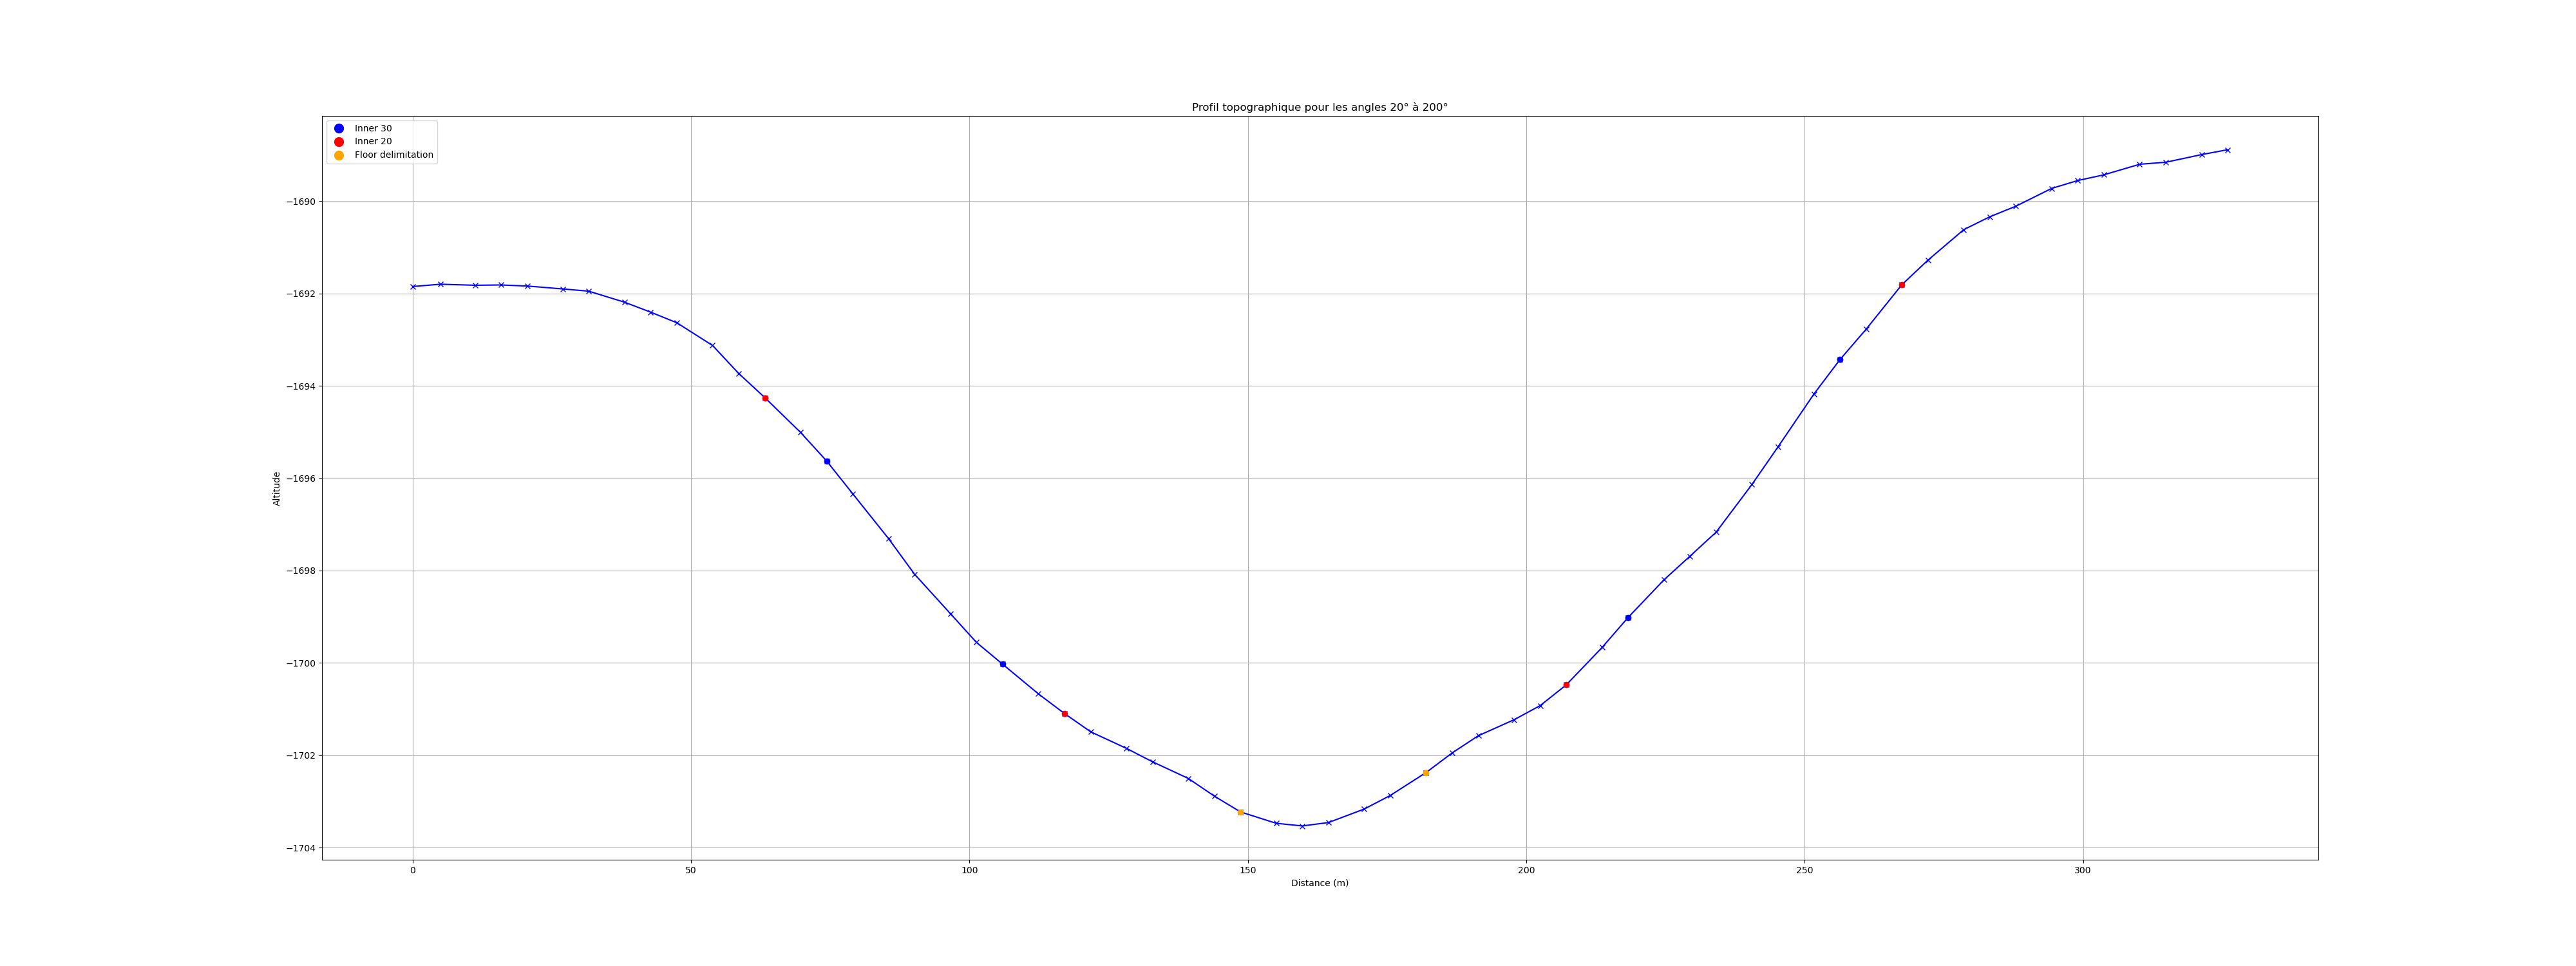 Profil topographique pour les angles 20° à 200°
Inner 30
Inner 20
Floor delimitation
Altitude
−1690
−1692
−1694
−1696
−1698
−1700
−1702
−1704
0 50 100 150 200 250 300
Distance (m)